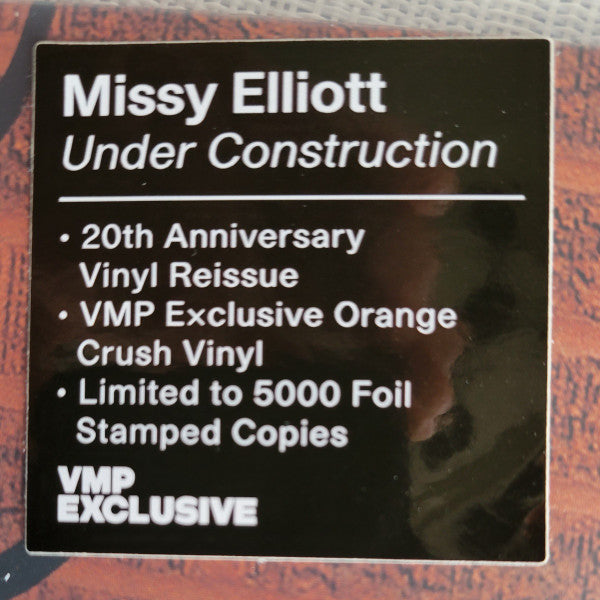 Missy Elliott
Under Construction
• 20th Anniversary
Vinyl Reissue
• VMP Exclusive Orange
Crush Vinyl
• Limited to 5000 Foil
Stamped Copies
VMP
EXCLUSIVE